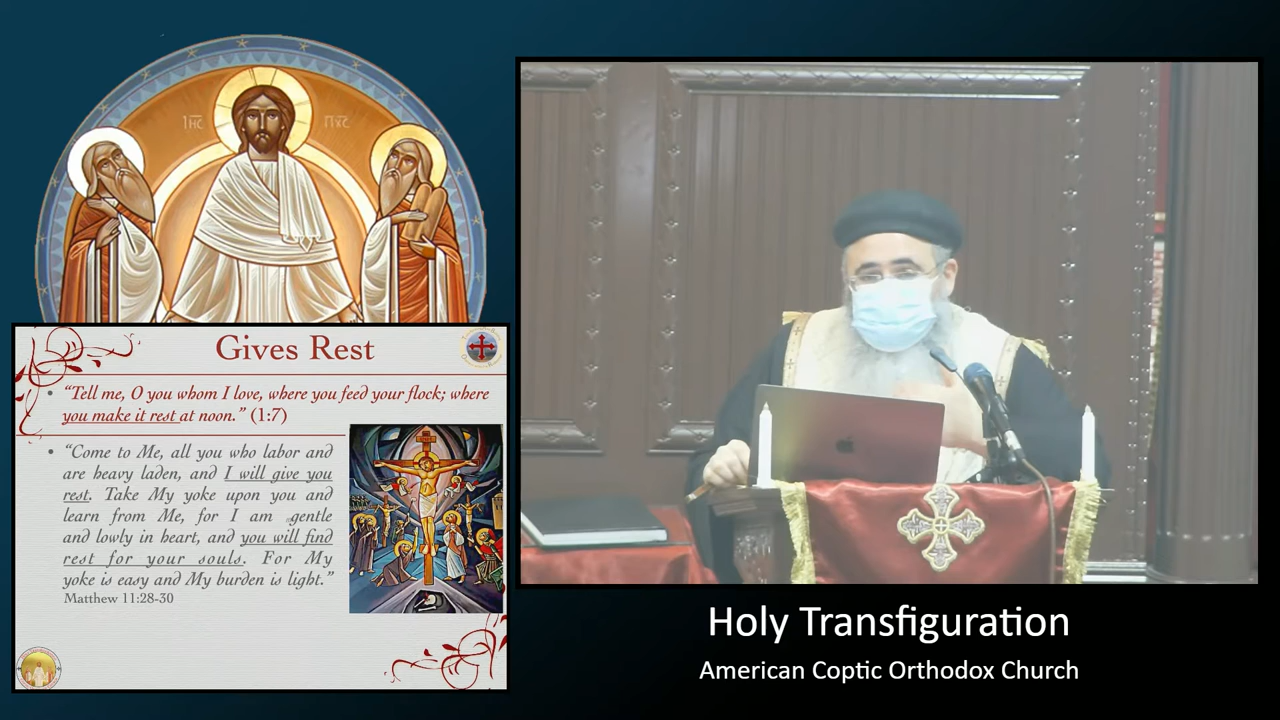 ΙΗC ΠΧC
Gives Rest
• “Tell me, O you whom I love, where you feed your flock; where
you make it rest at noon.” (1:7)
• “Come to Me, all you who labor and
are heavy laden, and I will give you
rest. Take My yoke upon you and
learn from Me, for I am gentle
and lowly in heart, and you will find
rest for your souls. For My
yoke is easy and My burden is light.”
Matthew 11:28-30
Holy Transfiguration
American Coptic Orthodox Church